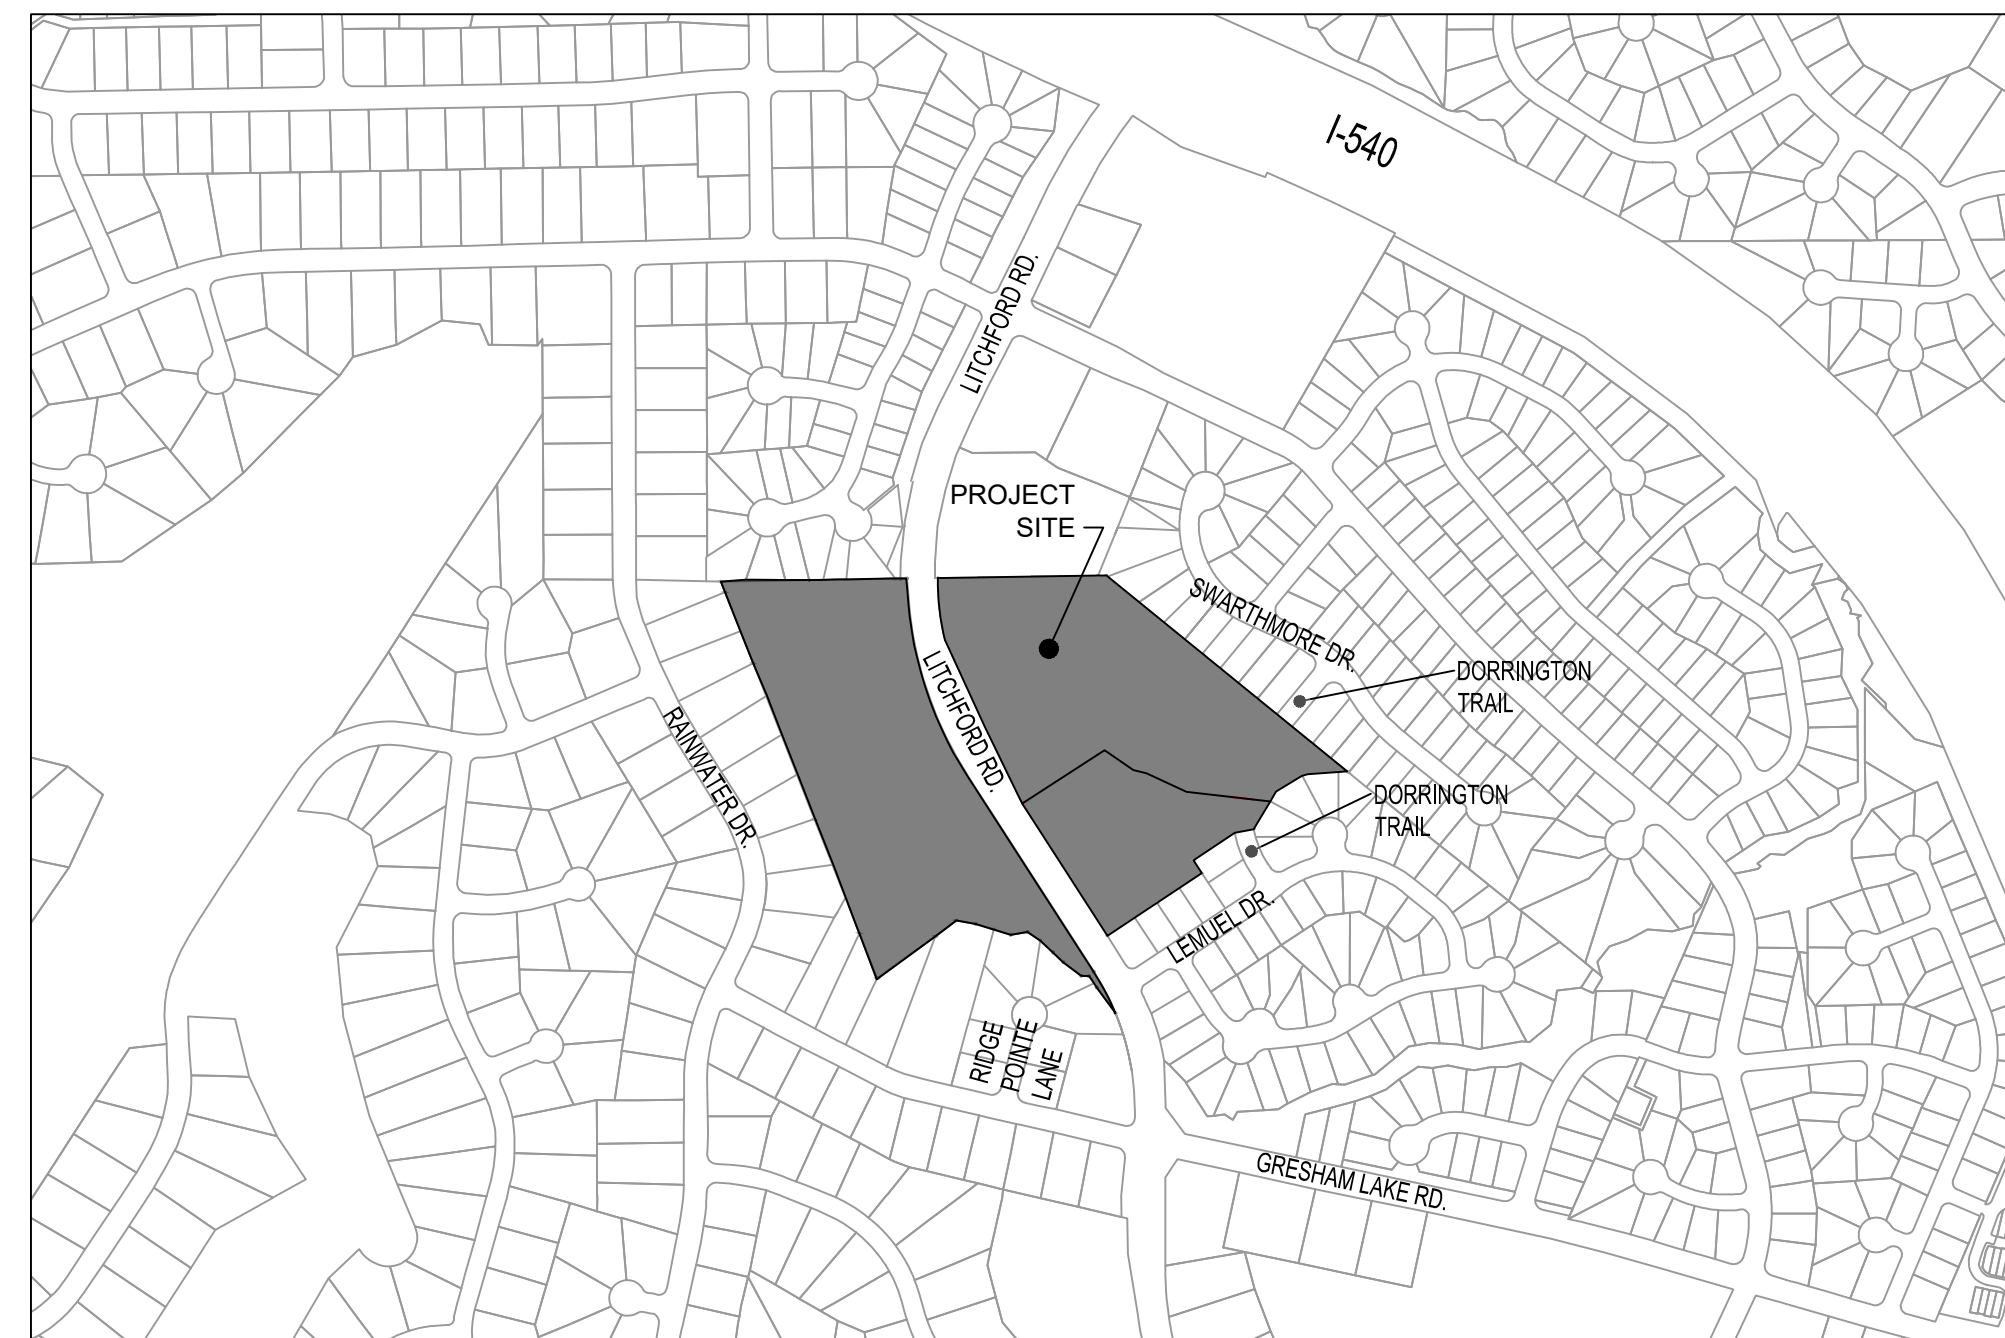 I-540
LITCHFORD RD.
PROJECT
SITE
SWARTHMORE DR.
DORRINGTON
TRAIL
LITCHFORD RD.
RAINWATER DR.
DORRINGTON
TRAIL
LEMUEL DR.
RIDGE
POINTE
LANE
GRESHAM LAKE RD.